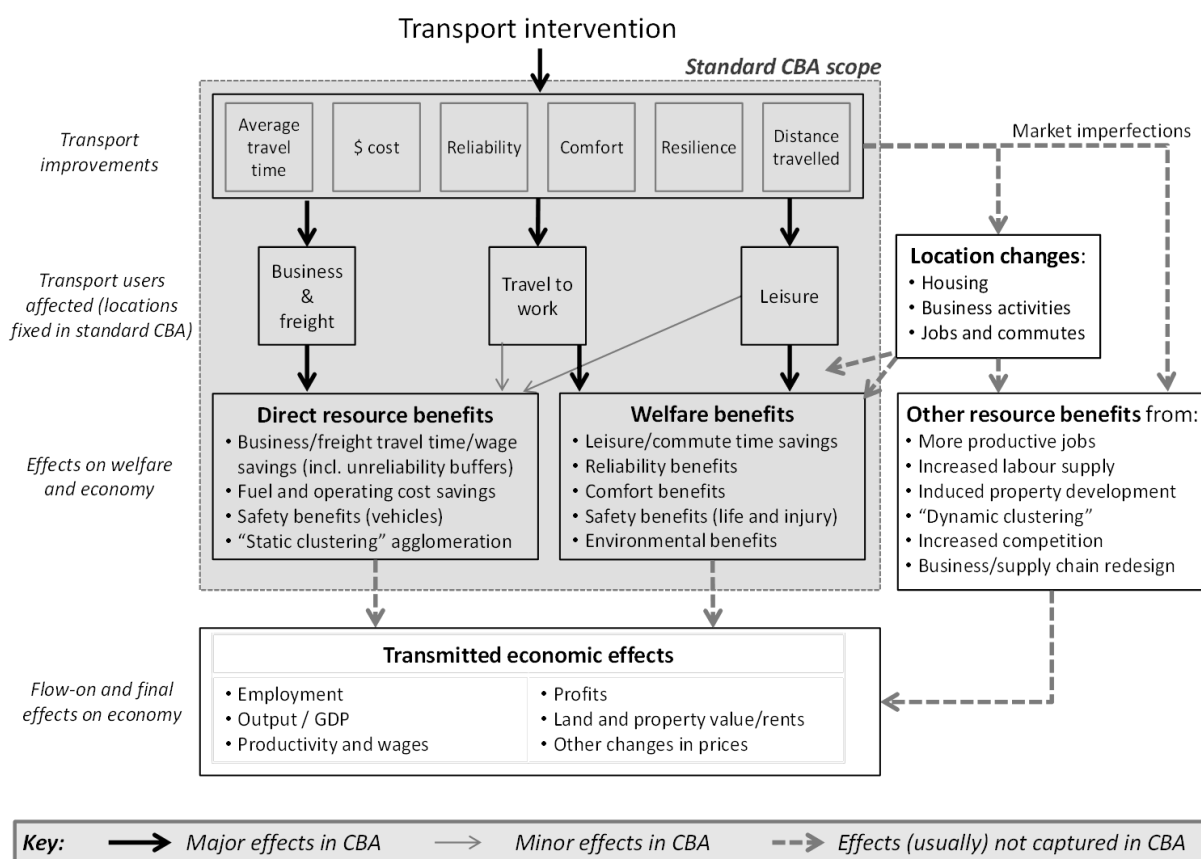 Transport intervention
Standard CBA scope
Transport
improvements
Average
travel
time
$ cost
Reliability
Comfort
Resilience
Distance
travelled
Market imperfections
Transport users
affected (locations
fixed in standard CBA)
Business
&
freight
Travel to
work
Leisure
Location changes:
• Housing
• Business activities
• Jobs and commutes
Effects on welfare
and economy
Direct resource benefits
• Business/freight travel time/wage
savings (incl. unreliability buffers)
• Fuel and operating cost savings
• Safety benefits (vehicles)
• “Static clustering” agglomeration
Welfare benefits
• Leisure/commute time savings
• Reliability benefits
• Comfort benefits
• Safety benefits (life and injury)
• Environmental benefits
Other resource benefits from:
• More productive jobs
• Increased labour supply
• Induced property development
• “Dynamic clustering”
• Increased competition
• Business/supply chain redesign
Flow-on and final
effects on economy
Transmitted economic effects
• Employment
• Output / GDP
• Productivity and wages
• Profits
• Land and property value/rents
• Other changes in prices
Key:
Major effects in CBA
Minor effects in CBA
Effects (usually) not captured in CBA